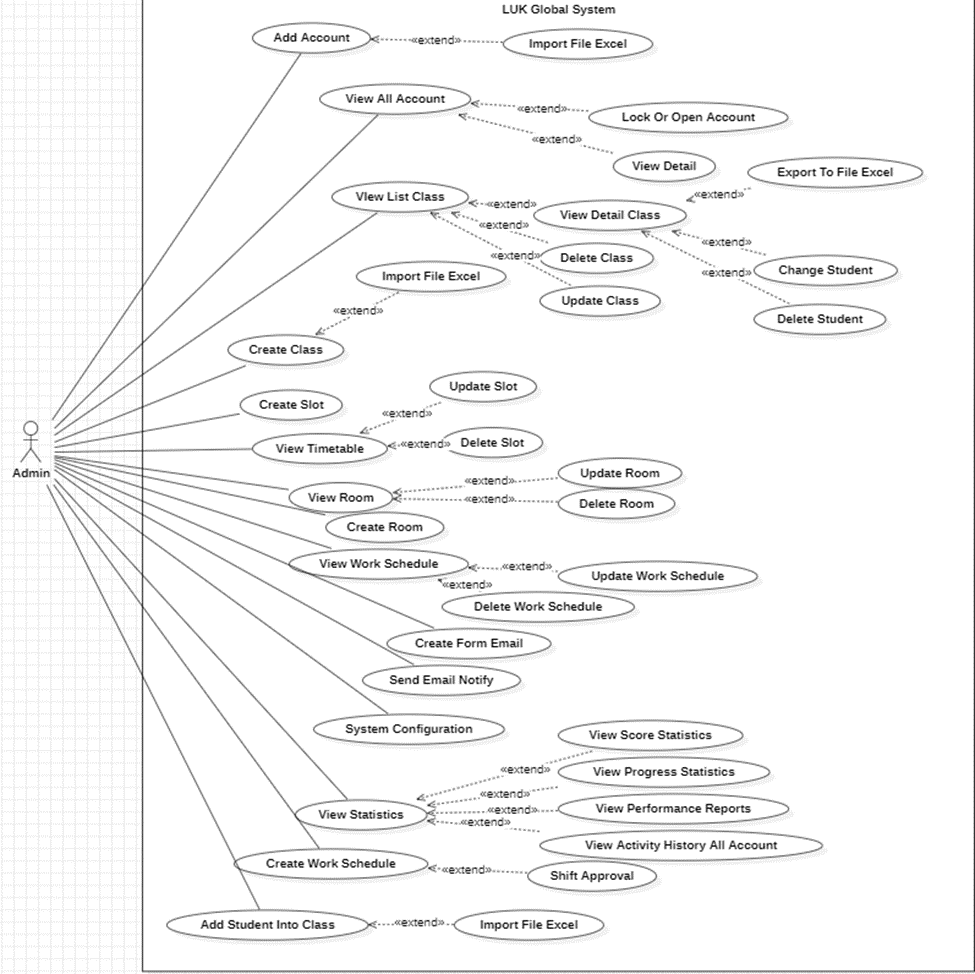 LUK Global System
Add Account
«extend»
Import File Excel
View All Account
«extend»
Lock Or Open Account
«extend»
View Detail
Export To File Excel
«extend»
VIew List Class
«extend»
View Detail Class
«extend»
«extend»
Delete Class
«extend»
Change Student
«extend»
Import File Excel
Update Class
Delete Student
«extend»
Create Class
Update Slot
Create Slot
«extend»
View Timetable
«extend»
Delete Slot
Admin
Update Room
«extend»
View Room
«extend»
Delete Room
Create Room
View Work Schedule
«extend»
Update Work Schedule
«extend»
Delete Work Schedule
Create Form Email
Send Email Notify
System Configuration
View Score Statistics
«extend»
View Progress Statistics
«extend»
View Statistics
«extend»
View Performance Reports
«extend»
View Activity History All Account
Create Work Schedule
«extend»
Shift Approval
Add Student Into Class
«extend»
Import File Excel